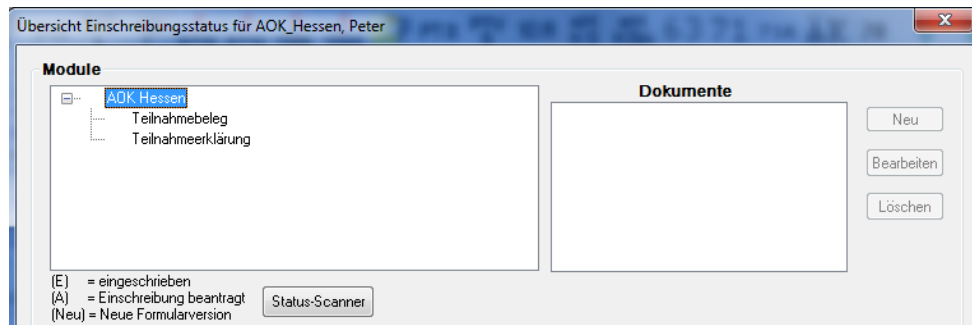 Übersicht Einschreibungsstatus für AOK_Hessen, Peter
Module
AOK Hessen
Teilnahmebeleg
Teilnahmeerklärung
Dokumente
Neu
Bearbeiten
Löschen
(E) = eingeschrieben
(A) = Einschreibung beantragt
(Neu) = Neue Formularversion
Status-Scanner